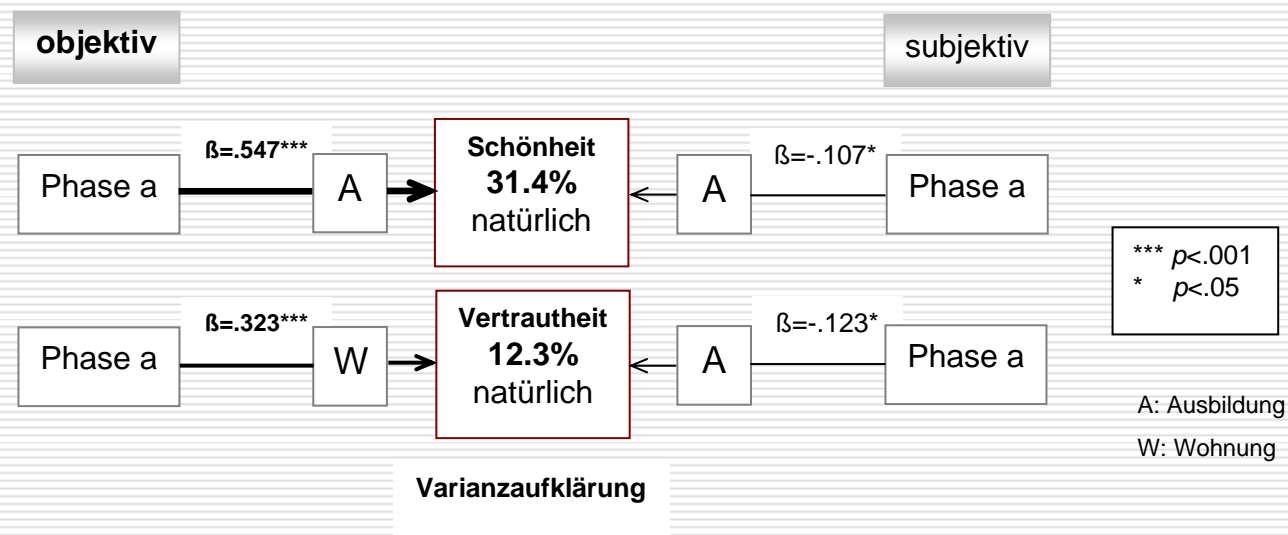 objektiv
subjektiv
ß=.547***
Phase a
A
Schönheit
31.4%
natürlich
A
ß=-.107*
Phase a
*** p<.001
* p<.05
ß=.323***
Phase a
W
Vertrautheit
12.3%
natürlich
A
ß=-.123*
Phase a
A: Ausbildung
W: Wohnung
Varianzaufklärung